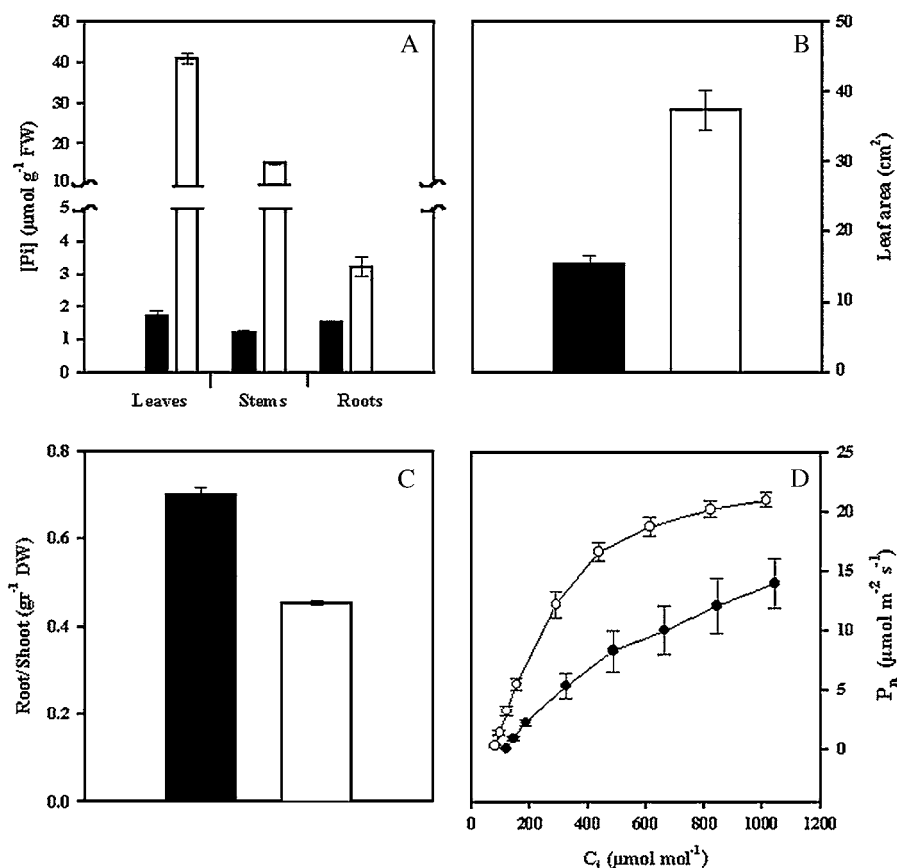 A
50
40
30
20
10
5
4
3
2
1
0
[Pi] (μmol g⁻¹ FW)
Leaves Stems Roots
B
50
40
30
20
10
0
Leaf area (cm²)
C
0.8
0.6
0.4
0.2
0.0
Root/Shoot (gr⁻¹ DW)
D
25
20
15
10
5
0
Pₙ (μmol m⁻² s⁻¹)
0 200 400 600 800 1000 1200
Cᵢ (μmol mol⁻¹)